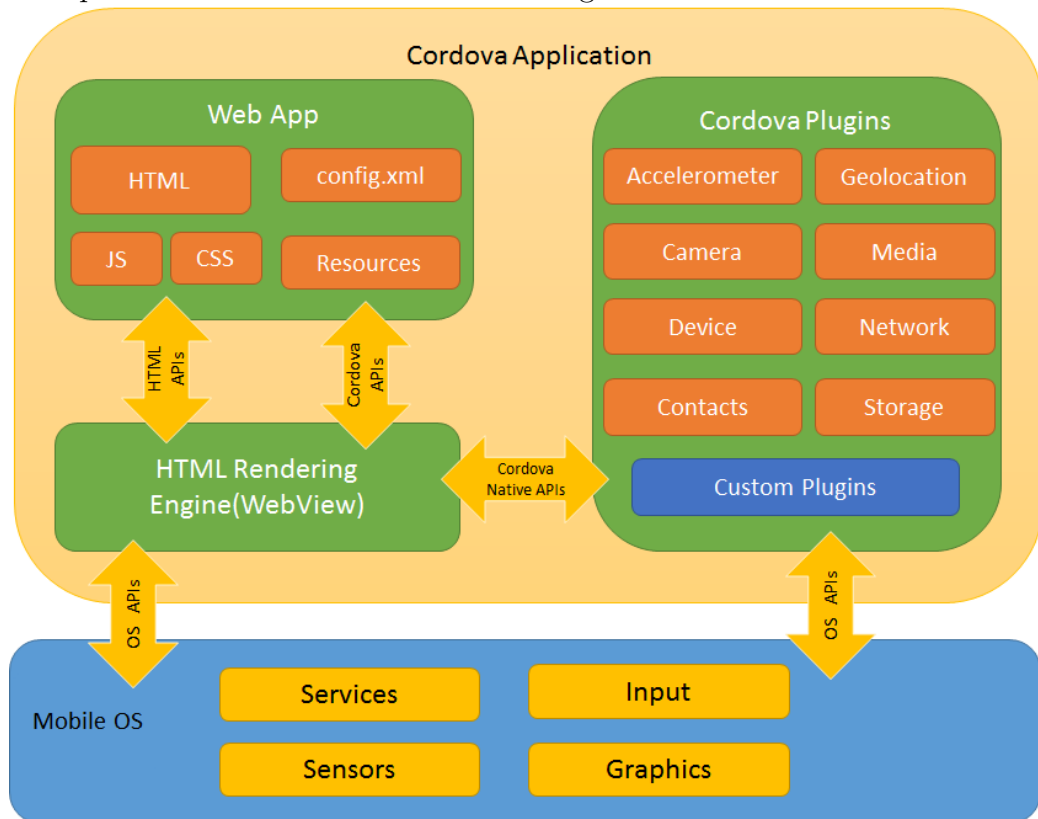 Cordova Application
Web App
HTML
config.xml
JS
CSS
Resources
Cordova Plugins
Accelerometer
Geolocation
Camera
Media
Device
Network
Contacts
Storage
Custom Plugins
HTML
APIs
Cordova
APIs
HTML Rendering
Engine(WebView)
Cordova
Native APIs
OS APIs
OS APIs
Mobile OS
Services
Input
Sensors
Graphics